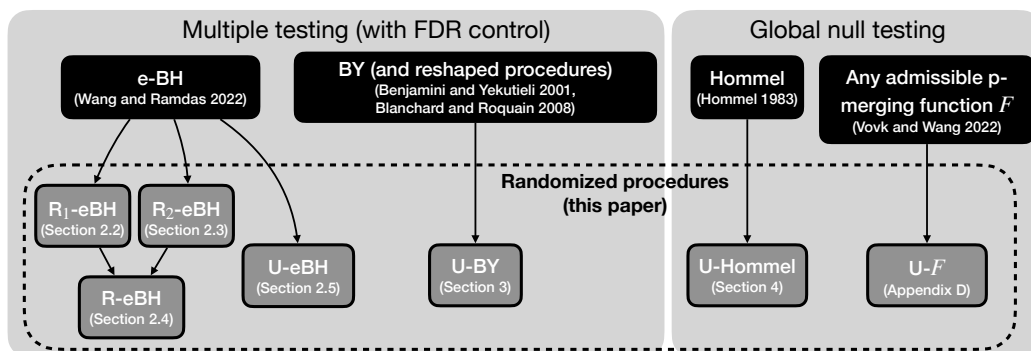 Multiple testing (with FDR control)
Global null testing
e-BH
(Wang and Ramdas 2022)
BY (and reshaped procedures)
(Benjamini and Yekutieli 2001,
Blanchard and Roquain 2008)
Hommel
(Hommel 1983)
Any admissible p-
merging function F
(Vovk and Wang 2022)
Randomized procedures
(this paper)
R₁-eBH
(Section 2.2)
R₂-eBH
(Section 2.3)
R-eBH
(Section 2.4)
U-eBH
(Section 2.5)
U-BY
(Section 3)
U-Hommel
(Section 4)
U-F
(Appendix D)